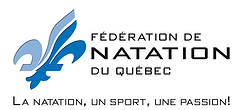 FÉDÉRATION DE
NATATION
DU QUÉBEC
LA NATATION, UN SPORT, UNE PASSION!